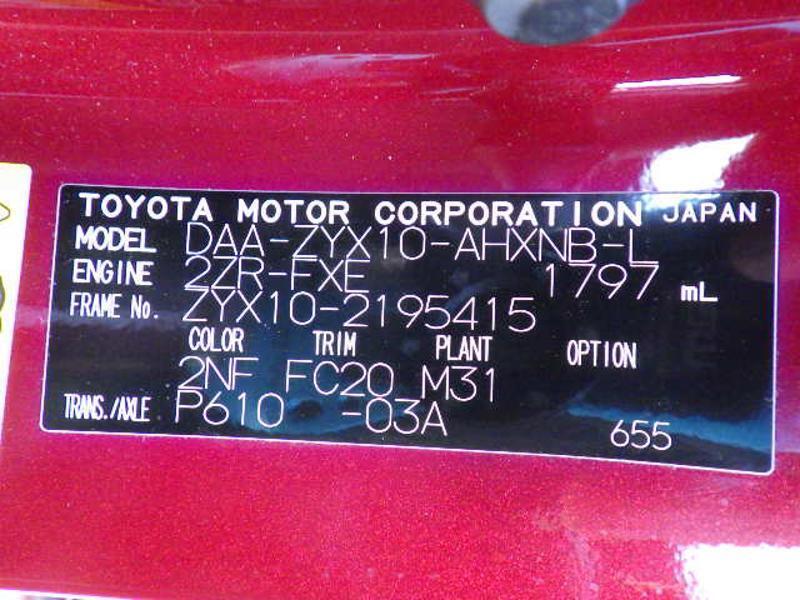 TOYOTA MOTOR CORPORATION JAPAN
MODEL DAA-ZYX10-AHXNB-L
ENGINE 2ZR-FXE 1797 mL
FRAME No. ZYX10-2195415
COLOR TRIM PLANT OPTION
2NF FC20 M31
TRANS./AXLE P610 -03A 655